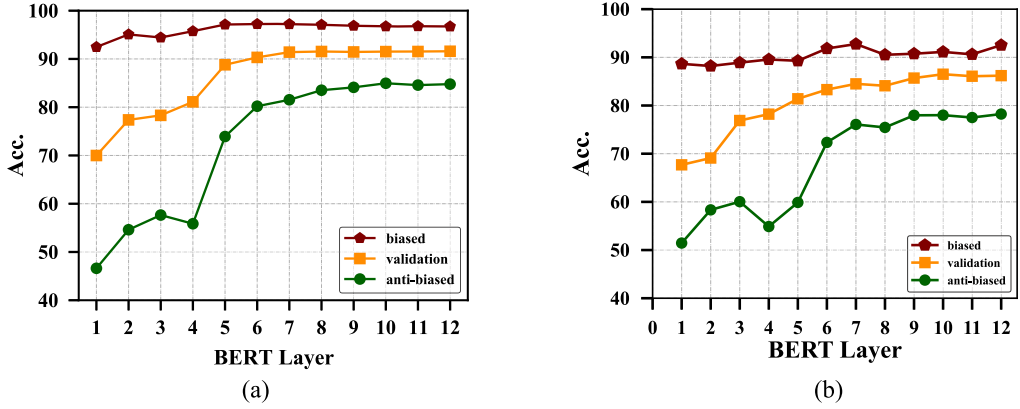 100
90
80
70
60
50
40
Acc.
biased
validation
anti-biased
1 2 3 4 5 6 7 8 9 10 11 12
BERT Layer
(a)
100
90
80
70
60
50
40
Acc.
biased
validation
anti-biased
0 1 2 3 4 5 6 7 8 9 10 11 12
BERT Layer
(b)